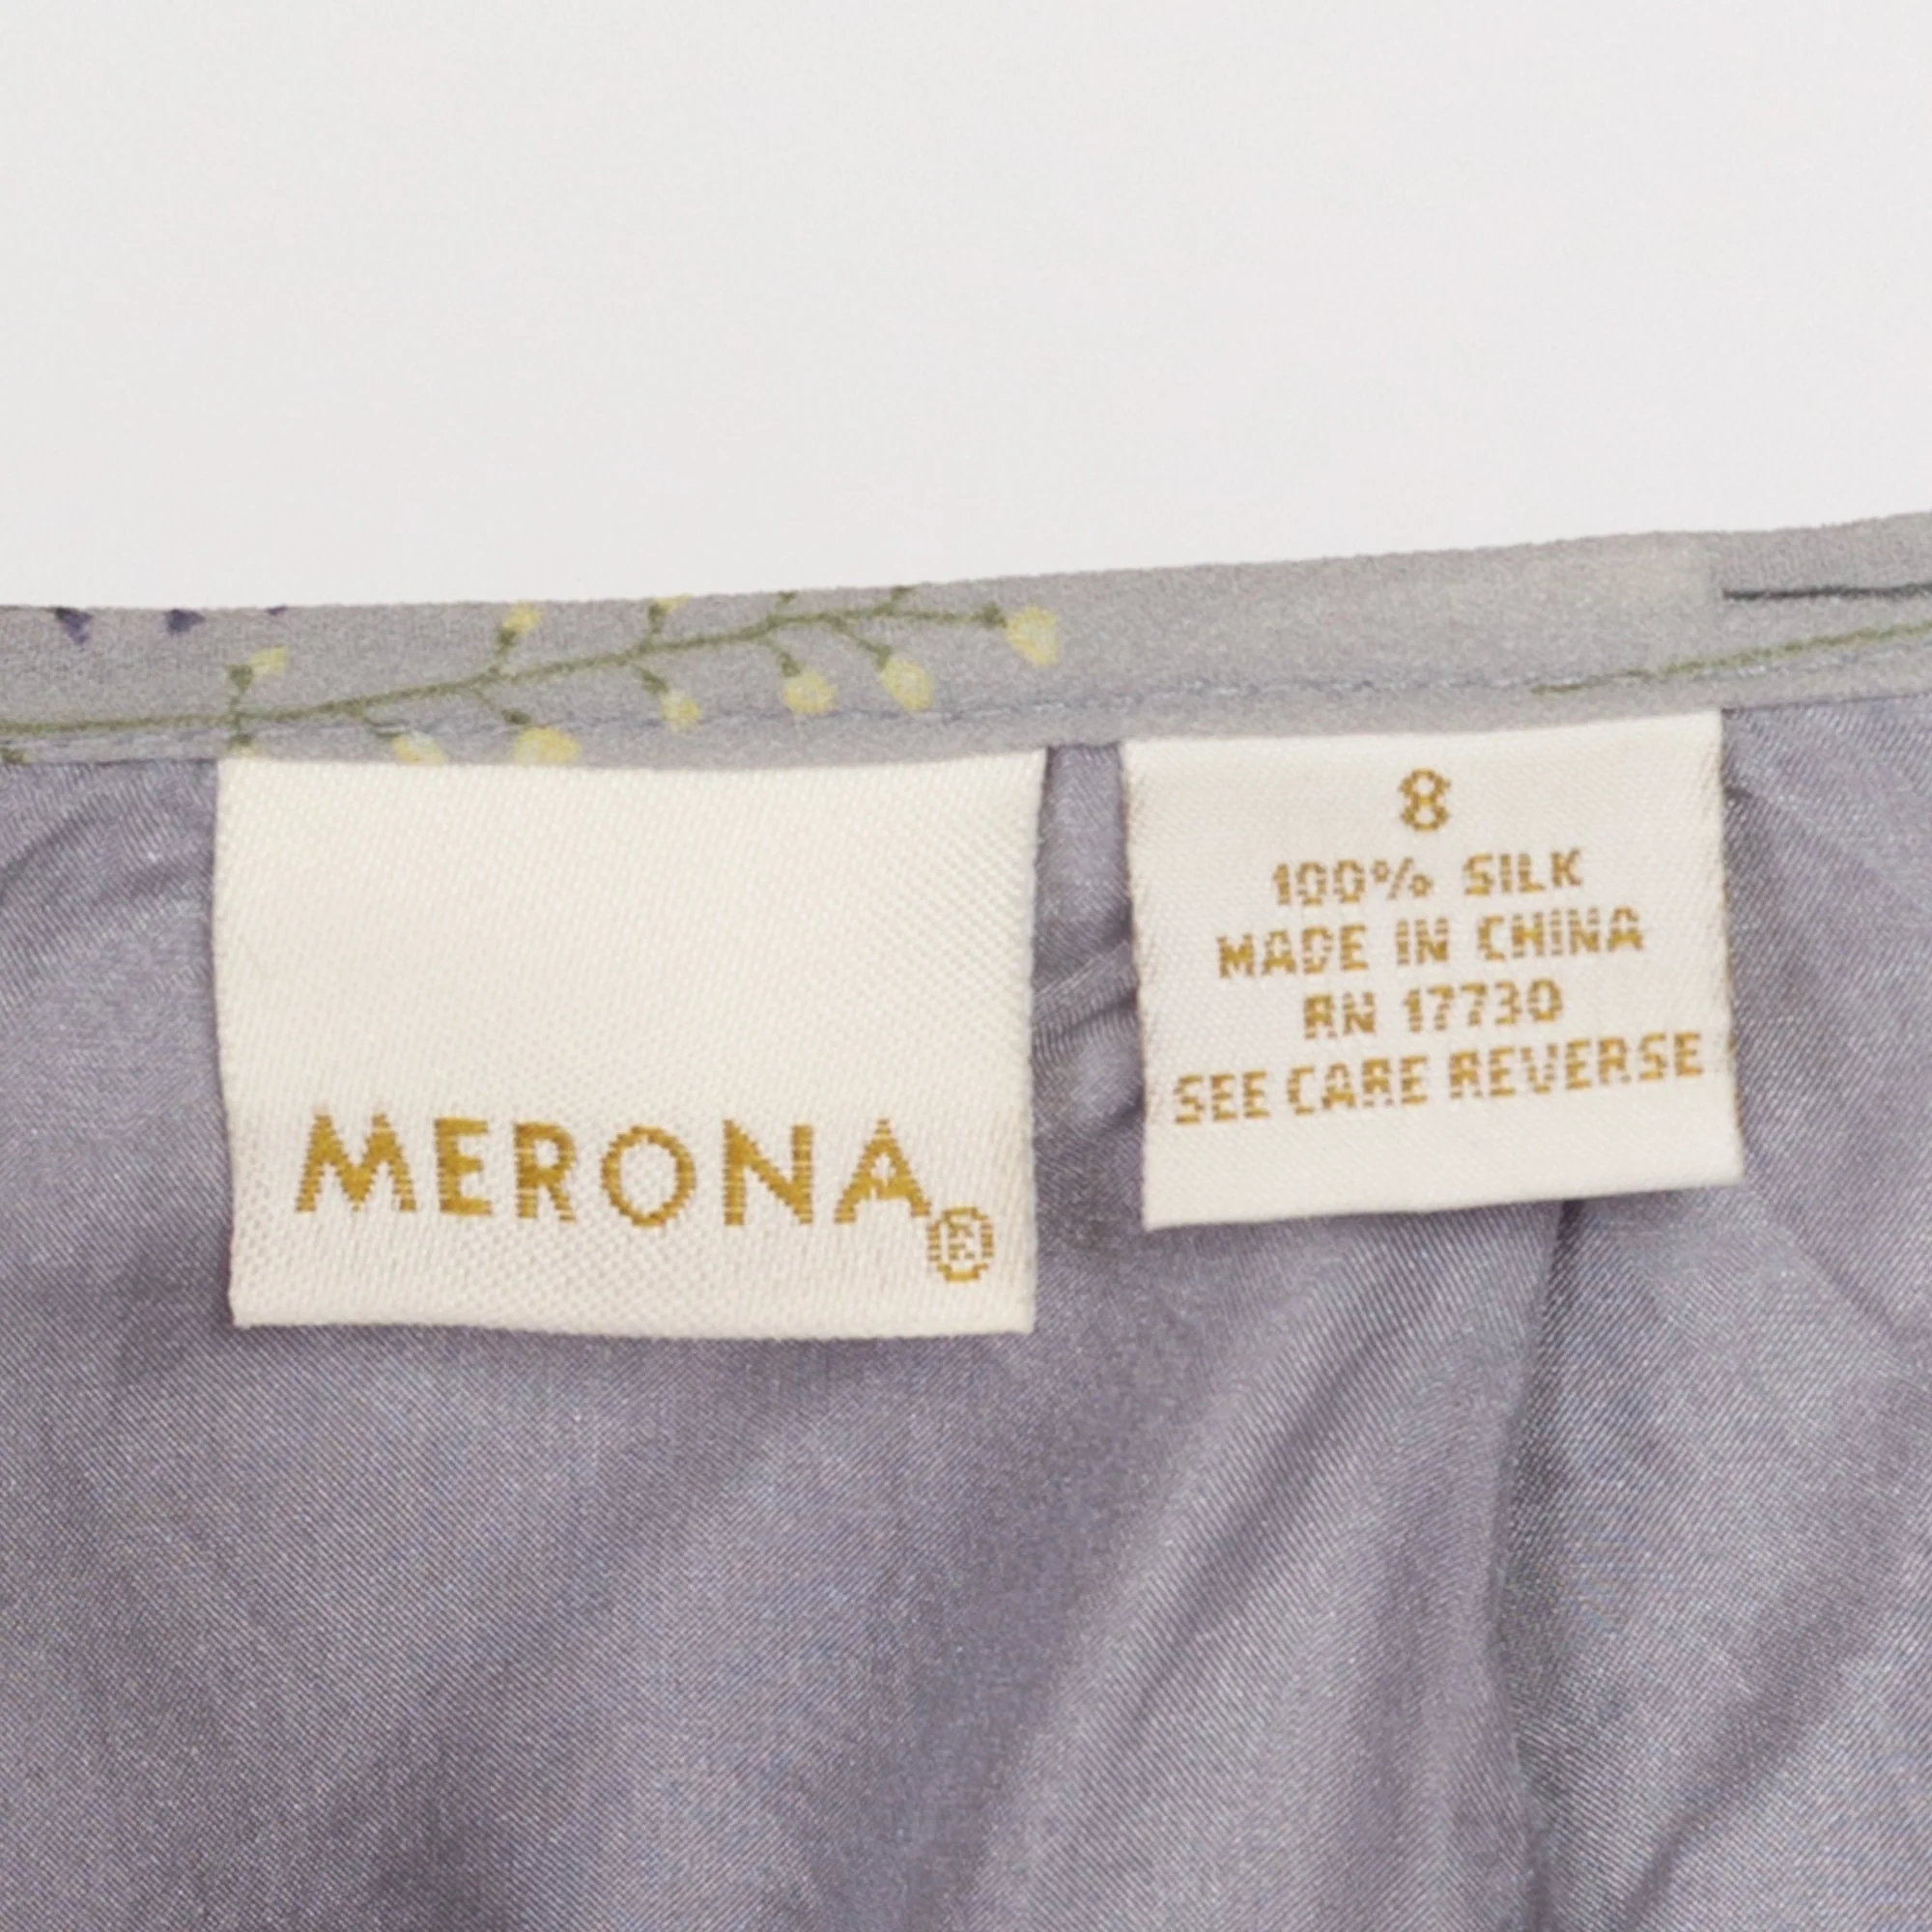 MERONA®
8
100% SILK
MADE IN CHINA
RN 17730
SEE CARE REVERSE